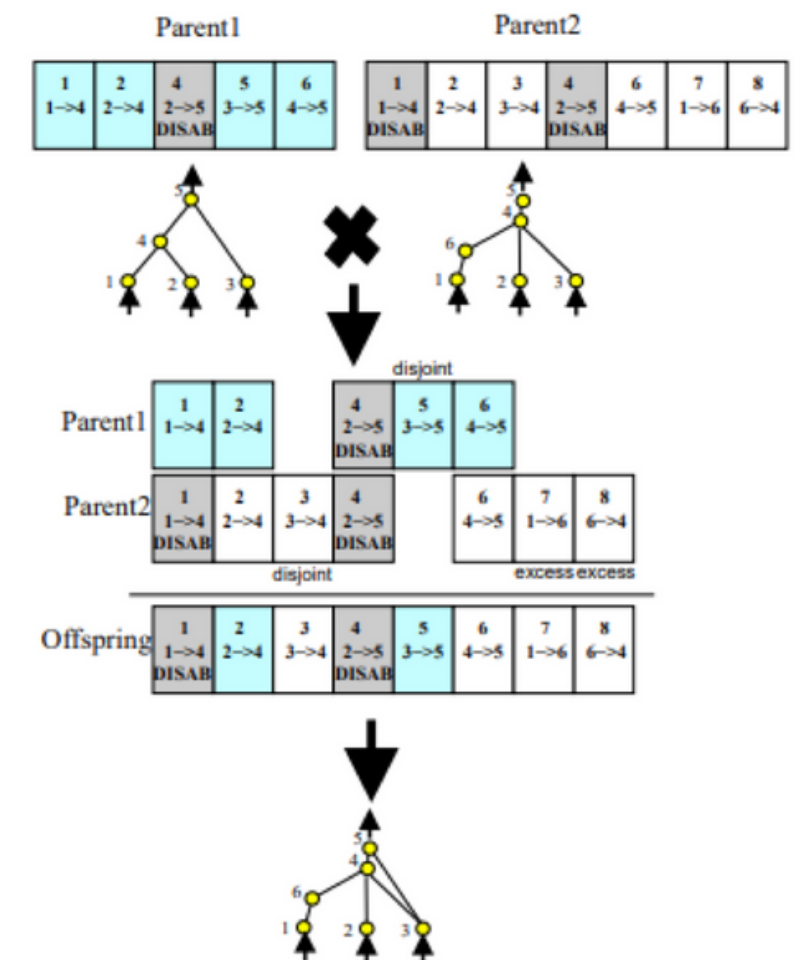 Parent1 Parent2
1 2 4 5 6 1 2 3 4 6 7 8
1->4 2->4 2->5 3->5 4->5 1->4 2->4 3->4 2->5 4->5 1->6 6->4
DISAB DISAB DISAB
5 5
4 4
6
1 2 3 1 2 3
disjoint
Parent1 1 2 4 5 6
1->4 2->4 2->5 3->5 4->5
DISAB
Parent2 1 2 3 4 6 7 8
1->4 2->4 3->4 2->5 4->5 1->6 6->4
DISAB DISAB
disjoint excess excess
Offspring 1 2 3 4 5 6 7 8
1->4 2->4 3->4 2->5 3->5 4->5 1->6 6->4
DISAB DISAB
5
4
6
1 2 3